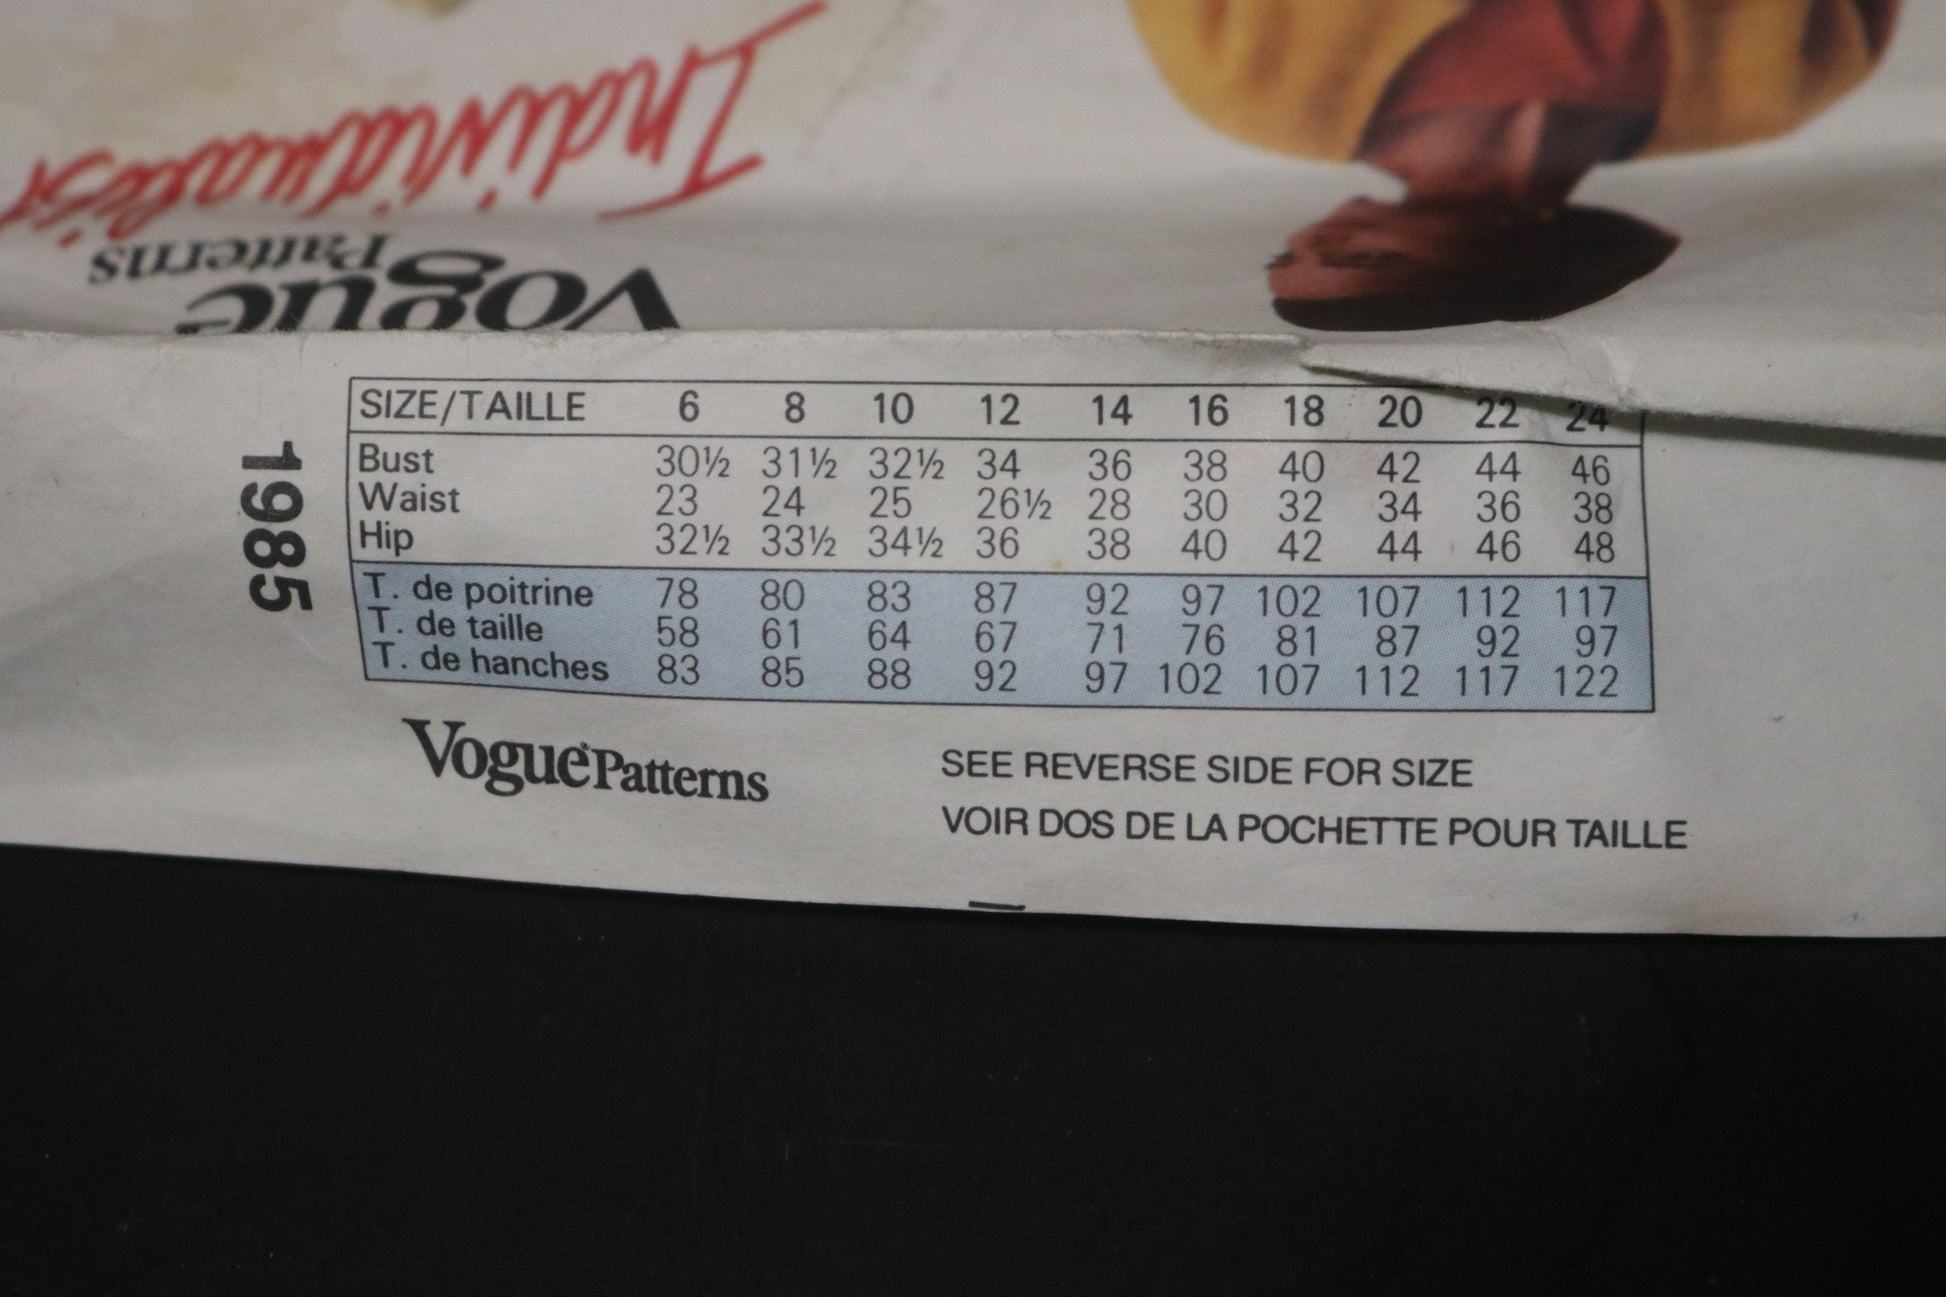 Individualist
Vogue
Patterns
1985
SIZE/TAILLE 6 8 10 12 14 16 18 20 22 24
Bust 30½ 31½ 32½ 34 36 38 40 42 44 46
Waist 23 24 25 26½ 28 30 32 34 36 38
Hip 32½ 33½ 34½ 36 38 40 42 44 46 48
T. de poitrine 78 80 83 87 92 97 102 107 112 117
T. de taille 58 61 64 67 71 76 81 87 92 97
T. de hanches 83 85 88 92 97 102 107 112 117 122
Vogue Patterns
SEE REVERSE SIDE FOR SIZE
VOIR DOS DE LA POCHETTE POUR TAILLE